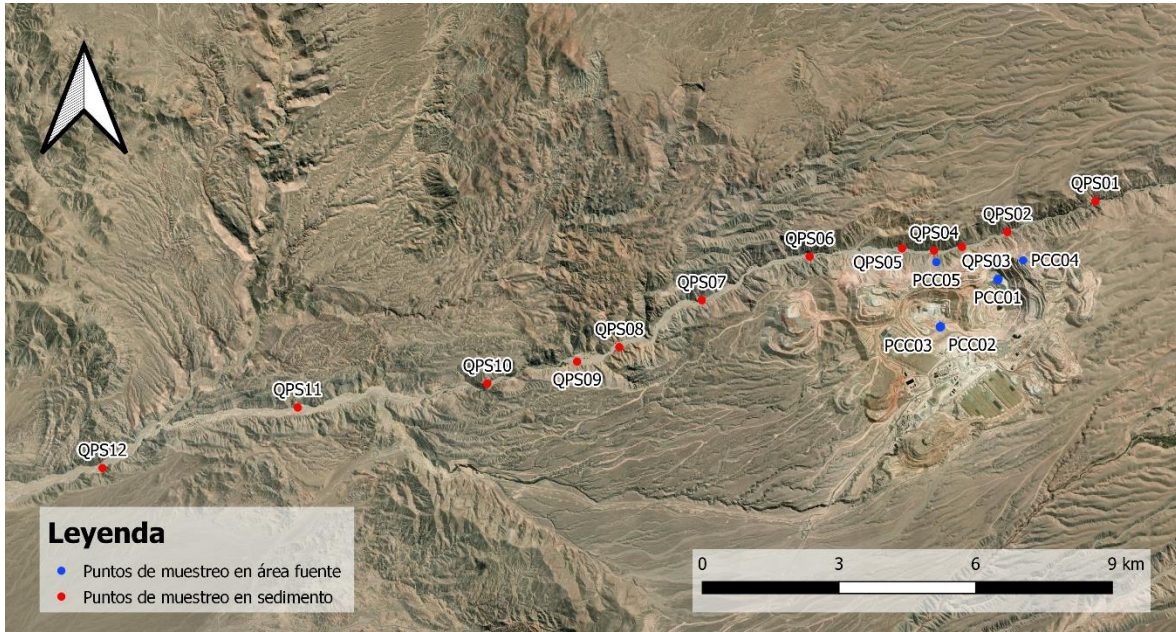 QPS01
QPS02
QPS04
QPS06
QPS05
QPS03
PCC04
PCC05
PCC01
QPS07
QPS08
PCC03
PCC02
QPS10
QPS09
QPS11
QPS12
Leyenda
Puntos de muestreo en área fuente
Puntos de muestreo en sedimento
0 3 6 9 km